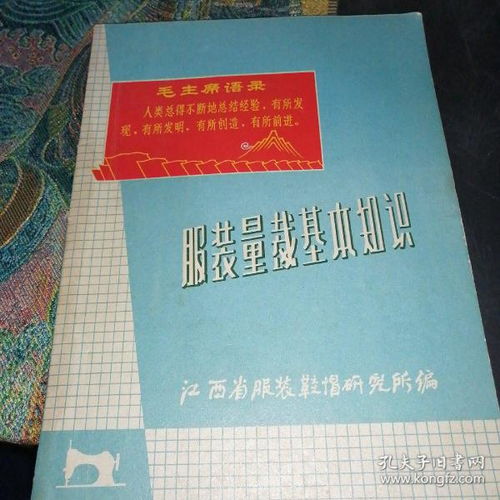 毛主席语录
人类总得不断地总结经验，有所发
现，有所发明，有所创造，有所前进。
服装量裁基本知识
江西省服装鞋帽研究所编
孔夫子旧书网
www.kongfz.com